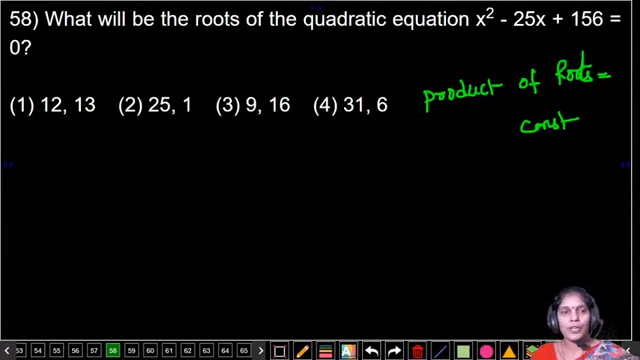 58) What will be the roots of the quadratic equation x² - 25x + 156 =
0?
product of Roots =
const
(1) 12, 13 (2) 25, 1 (3) 9, 16 (4) 31, 6
53 54 55 56 57 58 59 60 61 62 63 64 65